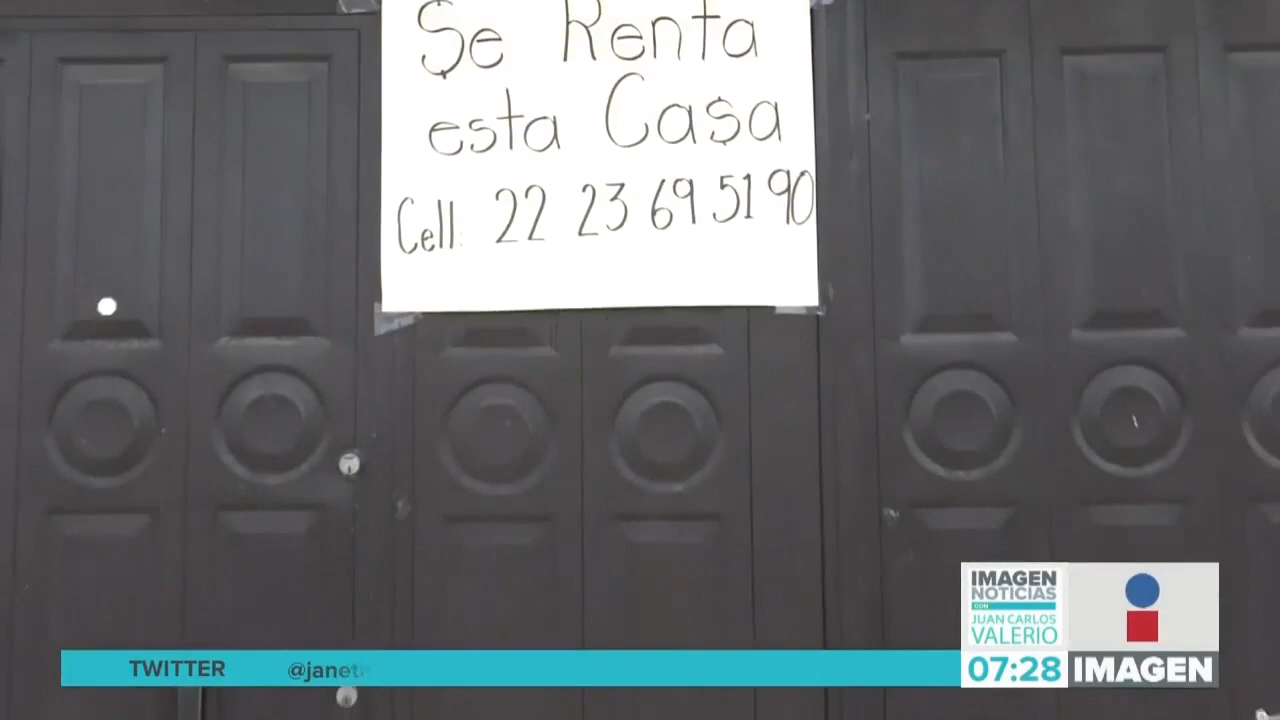 Se Renta
esta Casa
Cell. 22 23 69 51 90
IMAGEN
NOTICIAS
CON
JUAN CARLOS
VALERIO
TWITTER @janeth
07:28 IMAGEN